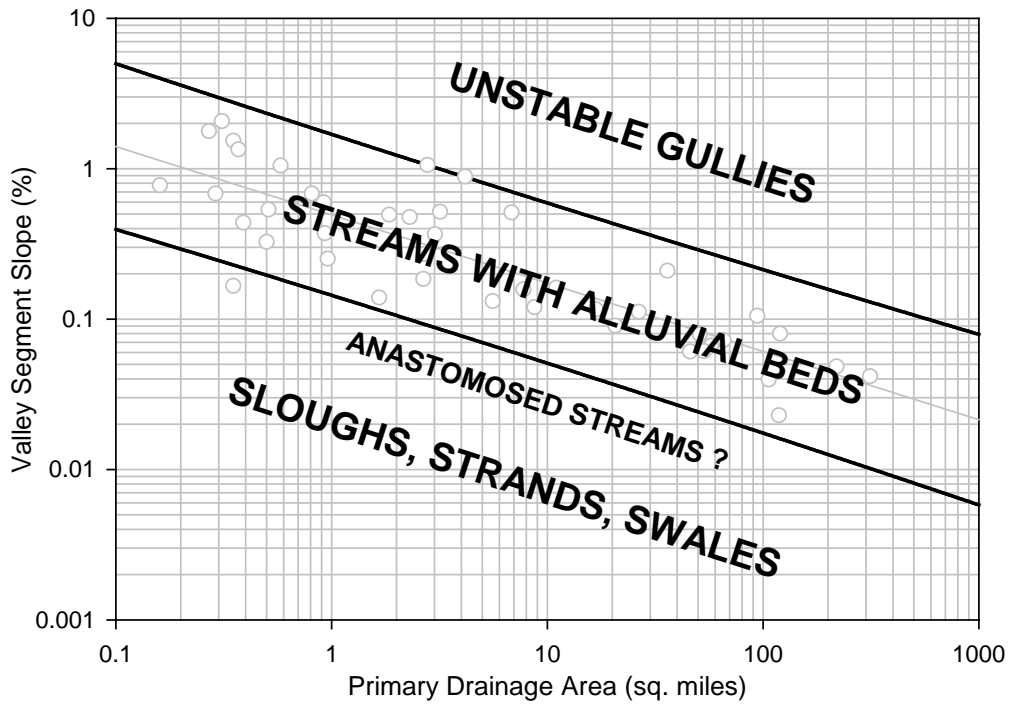 10
1
0.1
0.01
0.001
Valley Segment Slope (%)
UNSTABLE GULLIES
STREAMS WITH ALLUVIAL BEDS
ANASTOMOSED STREAMS ?
SLOUGHS, STRANDS, SWALES
0.1 1 10 100 1000
Primary Drainage Area (sq. miles)